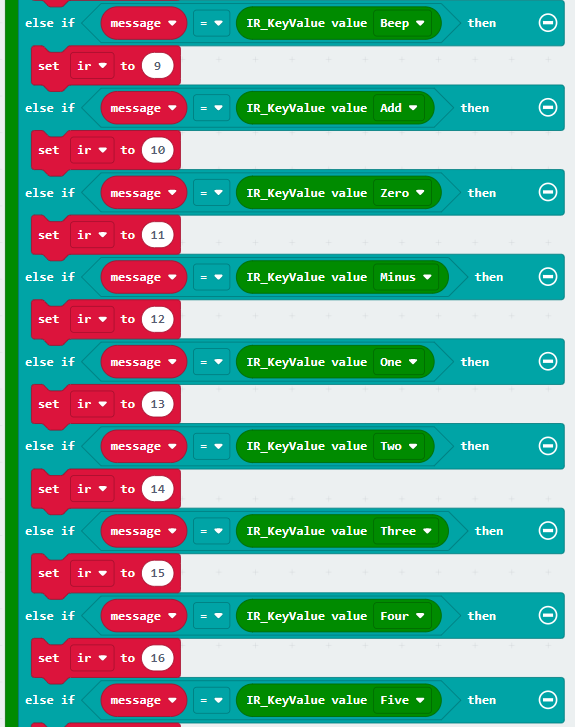 else if message = IR_KeyValue value Beep then
set ir to 9
else if message = IR_KeyValue value Add then
set ir to 10
else if message = IR_KeyValue value Zero then
set ir to 11
else if message = IR_KeyValue value Minus then
set ir to 12
else if message = IR_KeyValue value One then
set ir to 13
else if message = IR_KeyValue value Two then
set ir to 14
else if message = IR_KeyValue value Three then
set ir to 15
else if message = IR_KeyValue value Four then
set ir to 16
else if message = IR_KeyValue value Five then